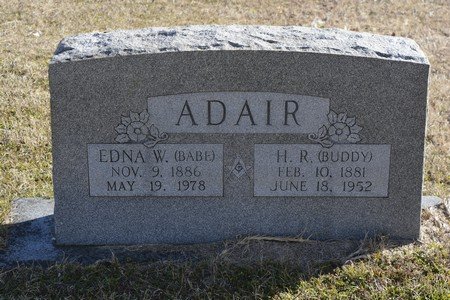 ADAIR
EDNA W. (BABE)
NOV. 9, 1886
MAY 19, 1978
H. R. (BUDDY)
FEB. 10, 1881
JUNE 18, 1952